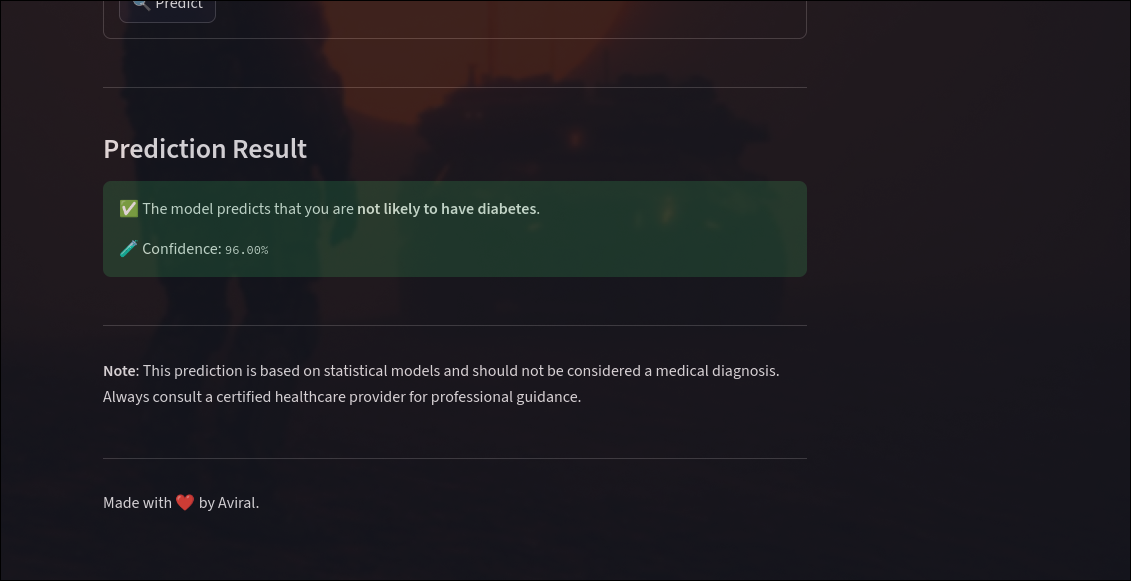 🔍 Predict
Prediction Result
✅ The model predicts that you are not likely to have diabetes.
🧪 Confidence: 96.00%
Note: This prediction is based on statistical models and should not be considered a medical diagnosis.
Always consult a certified healthcare provider for professional guidance.
Made with ❤️ by Aviral.